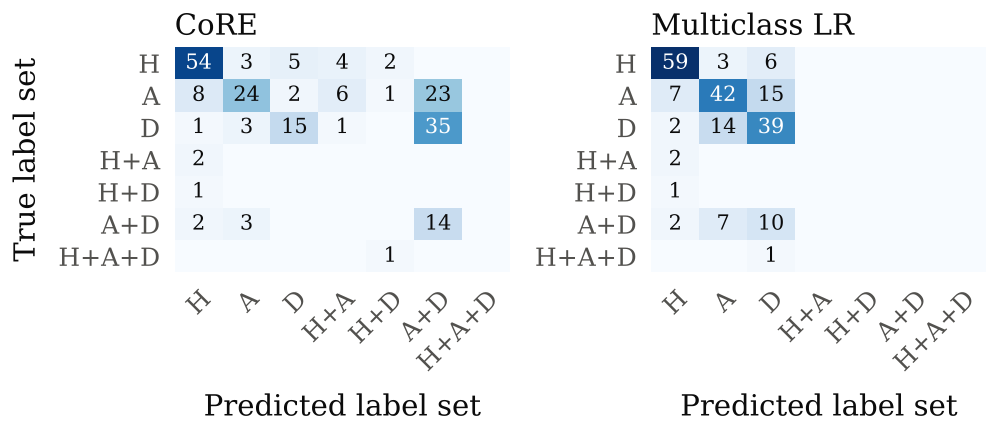 CoRE
Multiclass LR
True label set
H 54 3 5 4 2
A 8 24 2 6 1 23
D 1 3 15 1 35
H+A 2
H+D 1
A+D 2 3 14
H+A+D 1
H A D H+A H+D A+D H+A+D
Predicted label set
H 59 3 6
A 7 42 15
D 2 14 39
H+A 2
H+D 1
A+D 2 7 10
H+A+D 1
H A D H+A H+D A+D H+A+D
Predicted label set